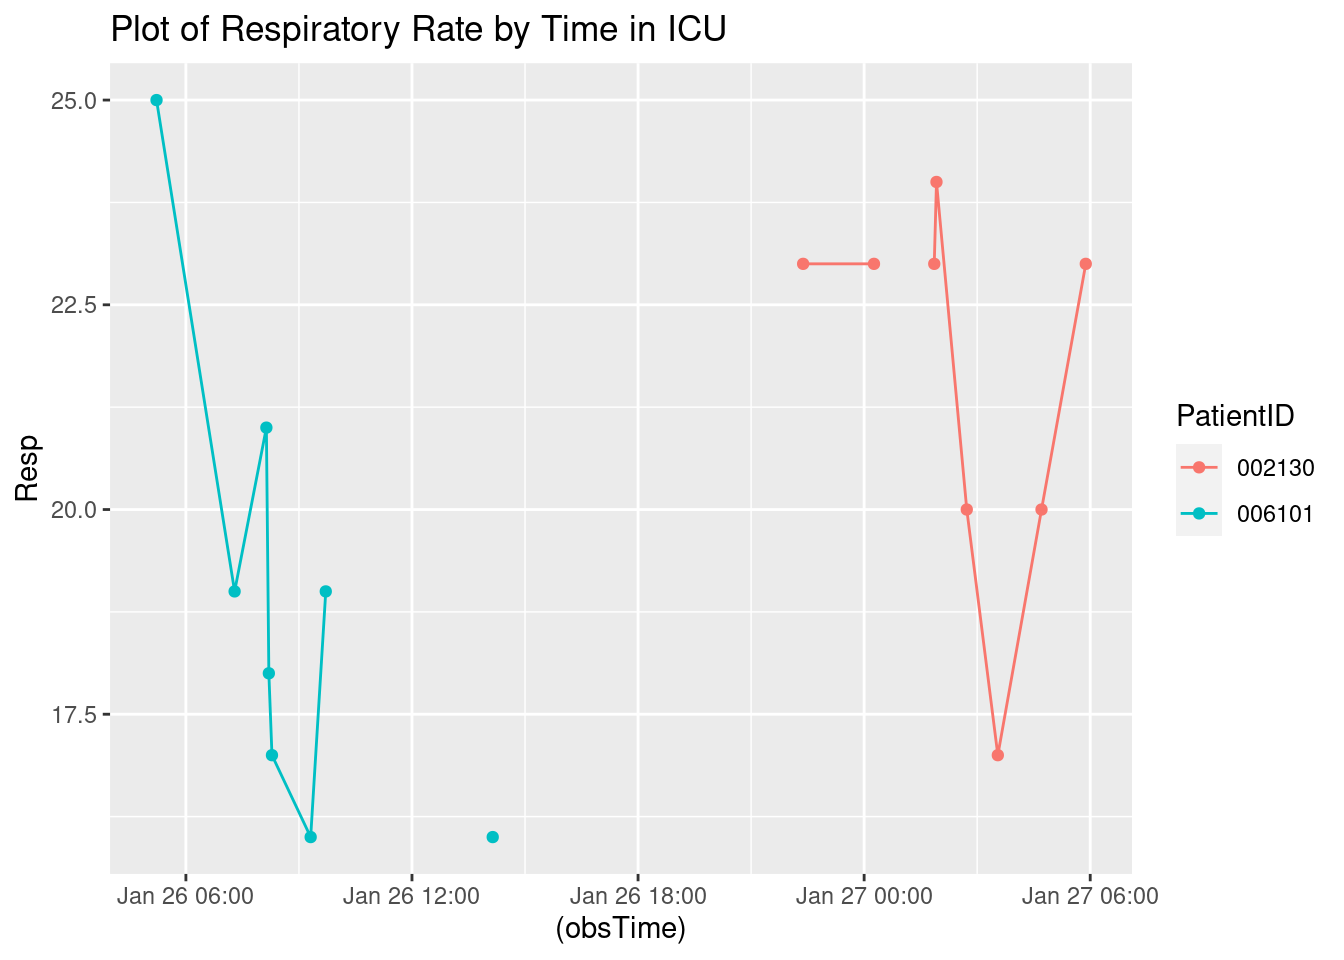 Plot of Respiratory Rate by Time in ICU
25.0
22.5
20.0
17.5
Resp
Jan 26 06:00 Jan 26 12:00 Jan 26 18:00 Jan 27 00:00 Jan 27 06:00
(obsTime)
PatientID
002130
006101